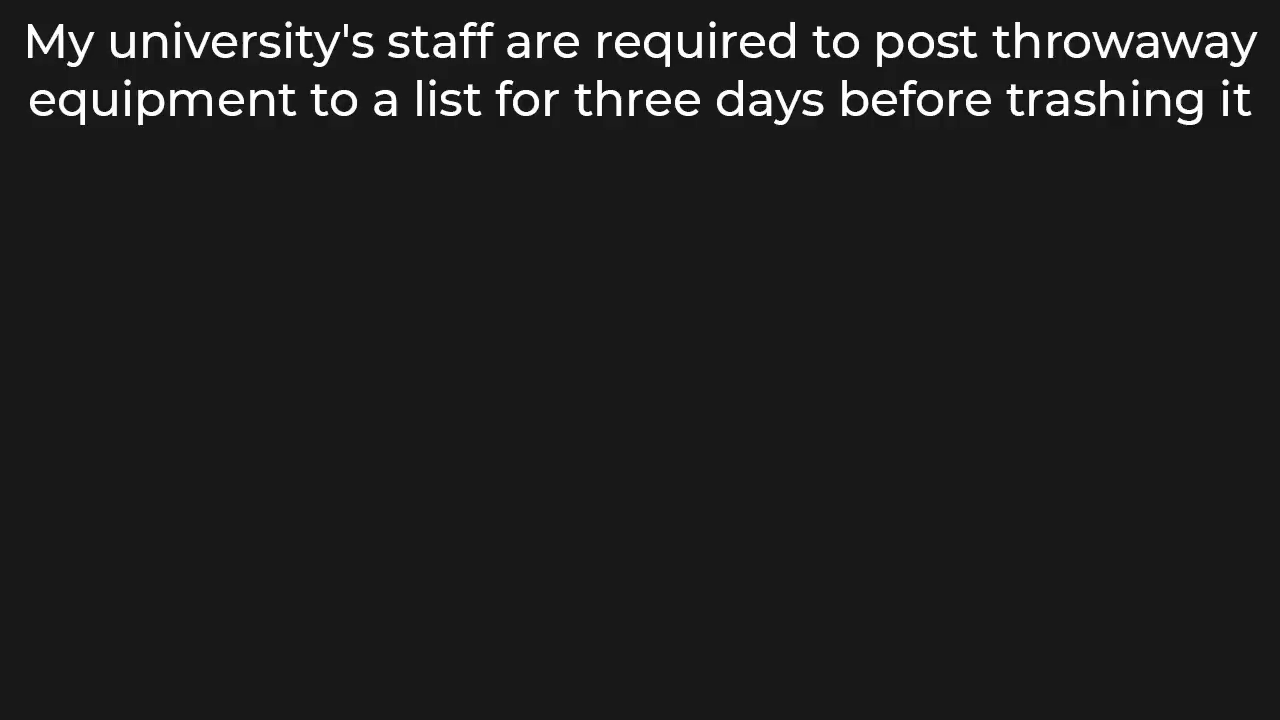 My university's staff are required to post throwaway
equipment to a list for three days before trashing it